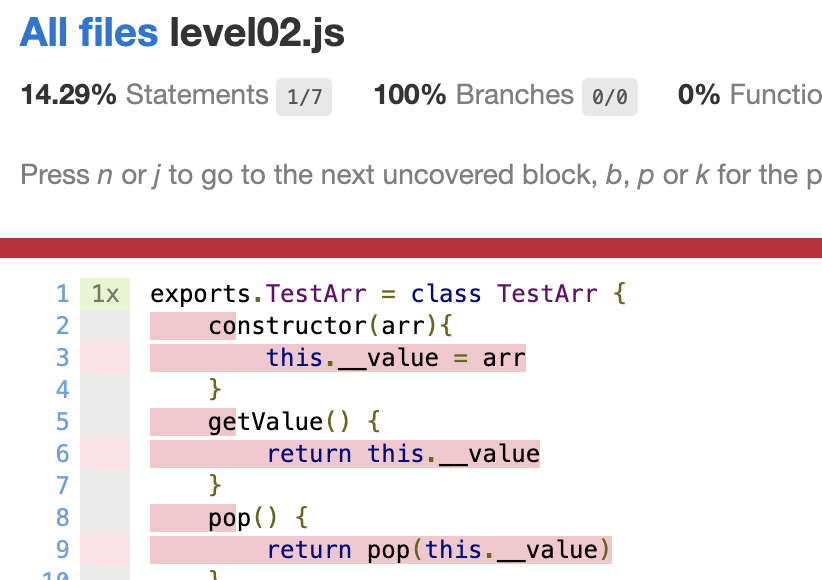 All files level02.js
14.29% Statements 1/7 100% Branches 0/0 0% Functio
Press n or j to go to the next uncovered block, b, p or k for the p
1 1x exports.TestArr = class TestArr {
2 constructor(arr){
3 this.__value = arr
4 }
5 getValue() {
6 return this.__value
7 }
8 pop() {
9 return pop(this.__value)
10 }